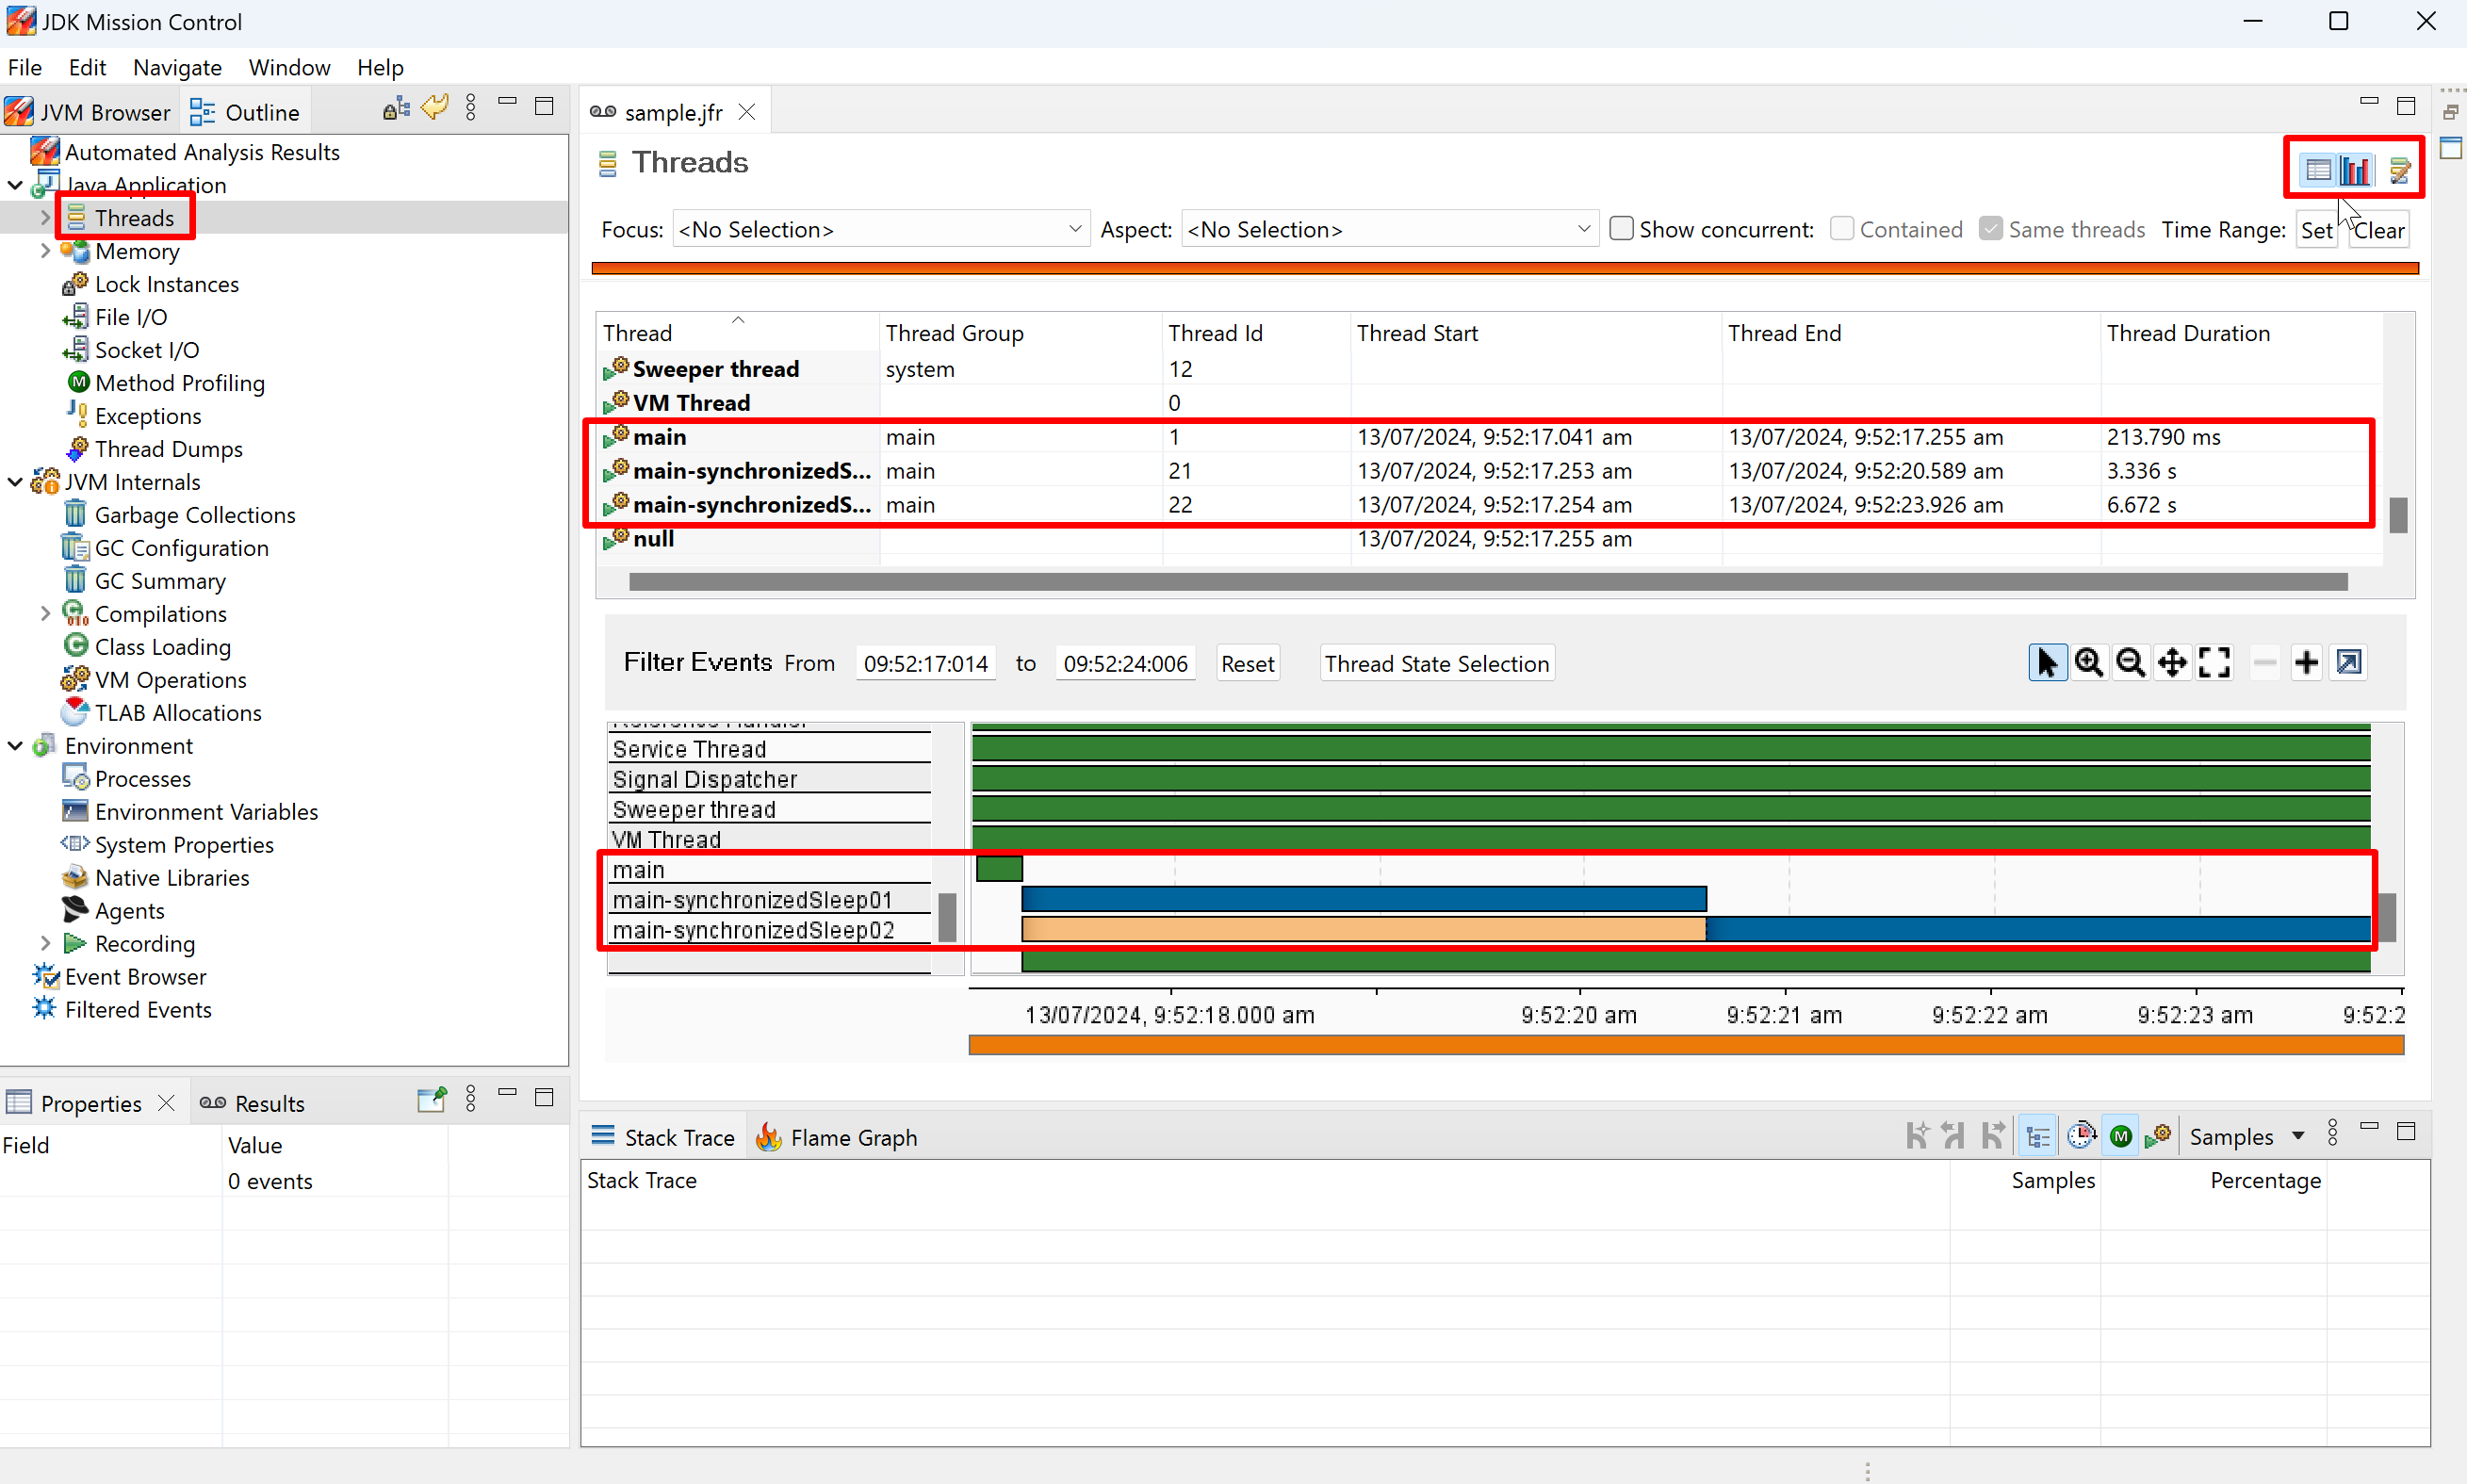 JDK Mission Control
File Edit Navigate Window Help
JVM Browser Outline
Automated Analysis Results
Java Application
Threads
Memory
Lock Instances
File I/O
Socket I/O
Method Profiling
Exceptions
Thread Dumps
JVM Internals
Garbage Collections
GC Configuration
GC Summary
Compilations
Class Loading
VM Operations
TLAB Allocations
Environment
Processes
Environment Variables
System Properties
Native Libraries
Agents
Recording
Event Browser
Filtered Events
Properties Results
Field Value
0 events
sample.jfr
Threads
Focus: <No Selection> Aspect: <No Selection> Show concurrent: Contained Same threads Time Range: Set Clear
Thread Thread Group Thread Id Thread Start Thread End Thread Duration
Sweeper thread system 12
VM Thread 0
main main 1 13/07/2024, 9:52:17.041 am 13/07/2024, 9:52:17.255 am 213.790 ms
main-synchronizedS... main 21 13/07/2024, 9:52:17.253 am 13/07/2024, 9:52:20.589 am 3.336 s
main-synchronizedS... main 22 13/07/2024, 9:52:17.254 am 13/07/2024, 9:52:23.926 am 6.672 s
null 13/07/2024, 9:52:17.255 am
Filter Events From 09:52:17:014 to 09:52:24:006 Reset Thread State Selection
Service Thread
Signal Dispatcher
Sweeper thread
VM Thread
main
main-synchronizedSleep01
main-synchronizedSleep02
13/07/2024, 9:52:18.000 am 9:52:20 am 9:52:21 am 9:52:22 am 9:52:23 am 9:52:2
Stack Trace Flame Graph Samples
Stack Trace Samples Percentage